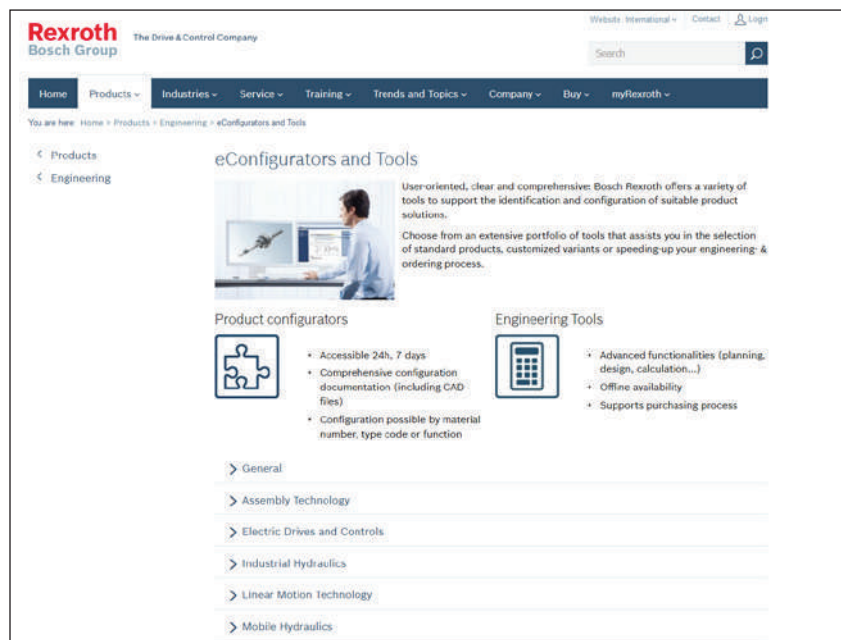 Website: International
Contact
Login
Rexroth
Bosch Group
The Drive & Control Company
Search
Home
Products
Industries
Service
Training
Trends and Topics
Company
Buy
myRexroth
You are here: Home > Products > Engineering > eConfigurators and Tools
Products
Engineering
eConfigurators and Tools
User-oriented, clear and comprehensive: Bosch Rexroth offers a variety of
tools to support the identification and configuration of suitable product
solutions.
Choose from an extensive portfolio of tools that assists you in the selection
of standard products, customized variants or speeding-up your engineering- &
ordering process.
Product configurators
• Accessible 24h, 7 days
• Comprehensive configuration
documentation (including CAD
files)
• Configuration possible by material
number, type code or function
Engineering Tools
• Advanced functionalities (planning,
design, calculation...)
• Offline availability
• Supports purchasing process
General
Assembly Technology
Electric Drives and Controls
Industrial Hydraulics
Linear Motion Technology
Mobile Hydraulics